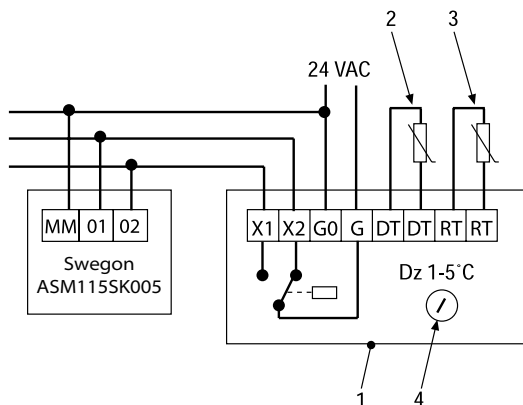 2 3
24 VAC
MM 01 02 X1 X2 G0 G DT DT RT RT
Swegon
ASM115SK005
Dz 1-5°C
1 4